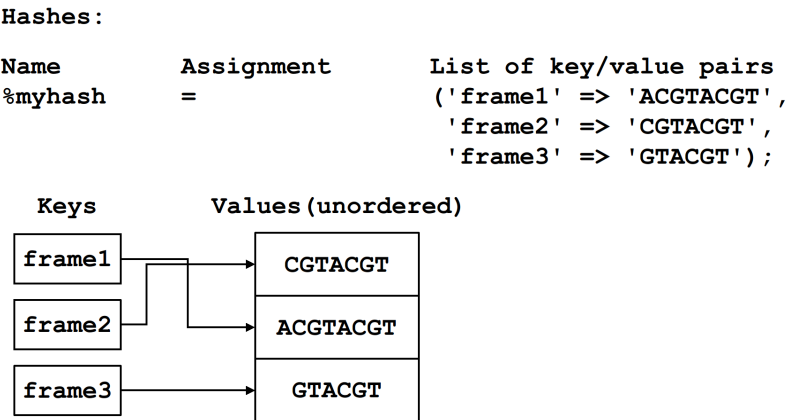 Hashes:
Name Assignment List of key/value pairs
%myhash = ('frame1' => 'ACGTACGT',
'frame2' => 'CGTACGT',
'frame3' => 'GTACGT');
Keys Values(unordered)
frame1 CGTACGT
frame2 ACGTACGT
frame3 GTACGT